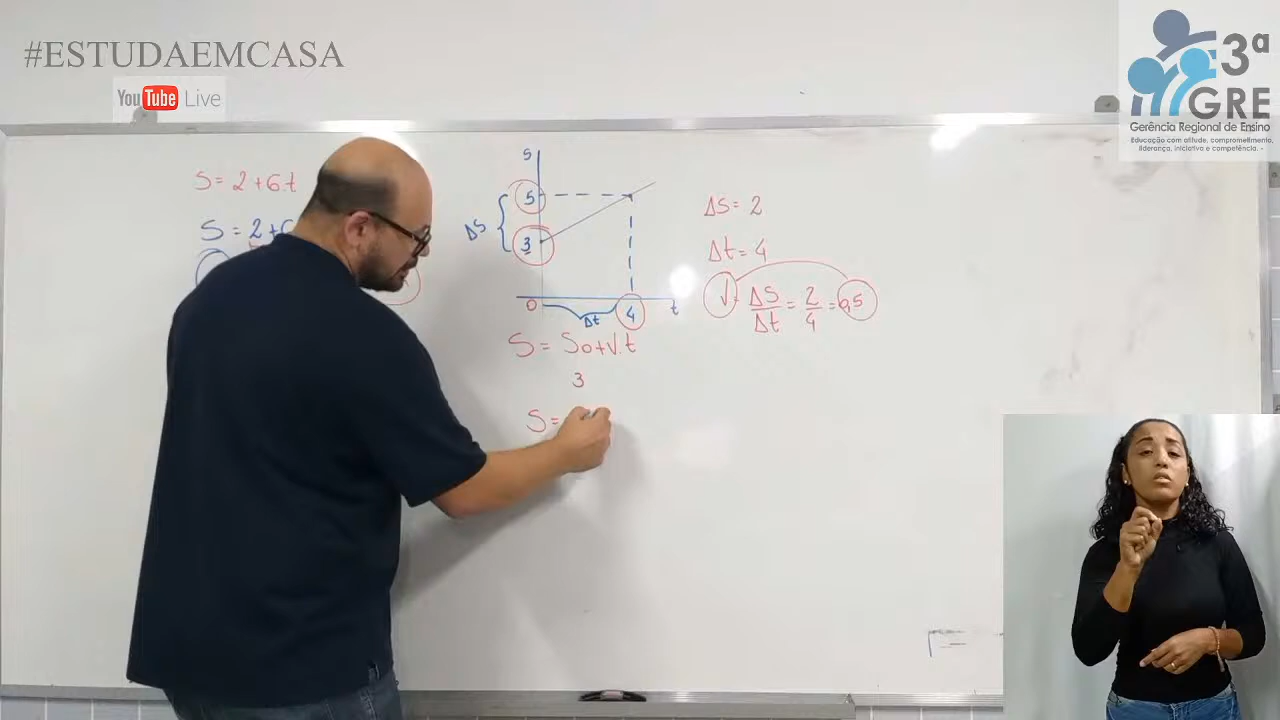 #ESTUDAEMCASA
YouTube Live
3ª
GRE
Gerência Regional de Ensino
Educação com atitude, comprometimento,
liderança, iniciativa e competência. -
S = 2 + 6.t
S = 2 +
S
5
ΔS
3
0
Δt
4
t
S = So + V.t
3
S =
ΔS = 2
Δt = 4
V = ΔS/Δt = 2/4 = 0,5